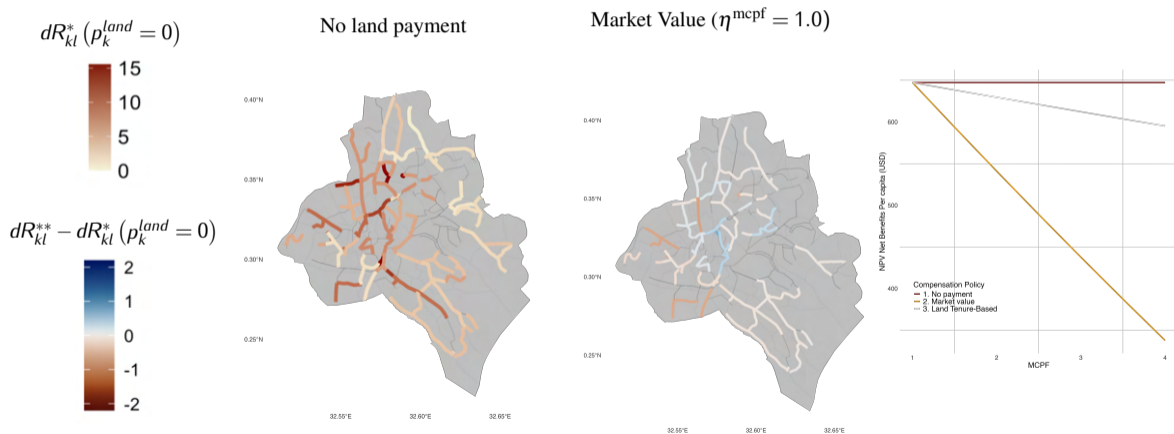 dR*ₖₗ (pₖˡᵃⁿᵈ = 0)
15
10
5
0
dR**ₖₗ − dR*ₖₗ (pₖˡᵃⁿᵈ = 0)
2
1
0
-1
-2
No land payment
0.40°N
0.35°N
0.30°N
0.25°N
32.55°E
32.60°E
32.65°E
Market Value (ηᵐᶜᵖᶠ = 1.0)
0.40°N
0.35°N
0.30°N
0.25°N
32.55°E
32.60°E
32.65°E
NPV Net Benefits Per capita (USD)
600
500
400
Compensation Policy
1. No payment
2. Market value
3. Land Tenure-Based
1
2
3
4
MCPF